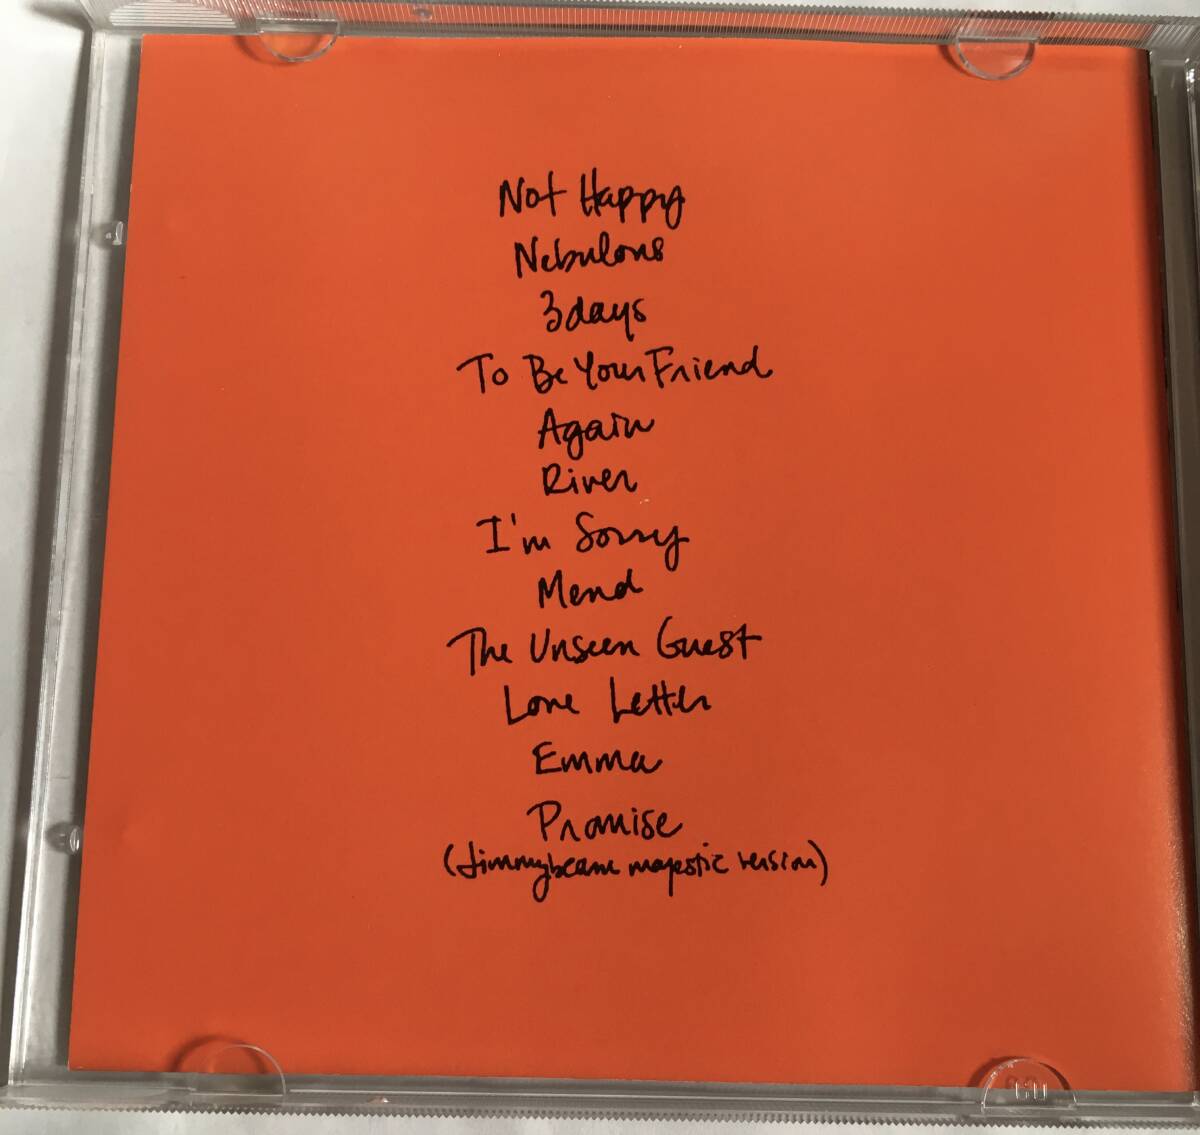 Not Happy
Nebulous
3days
To Be Your Friend
Again
River
I'm Sorry
Mend
The Unseen Guest
Love Letter
Emma
Promise
(Jimmybeam majestic version)